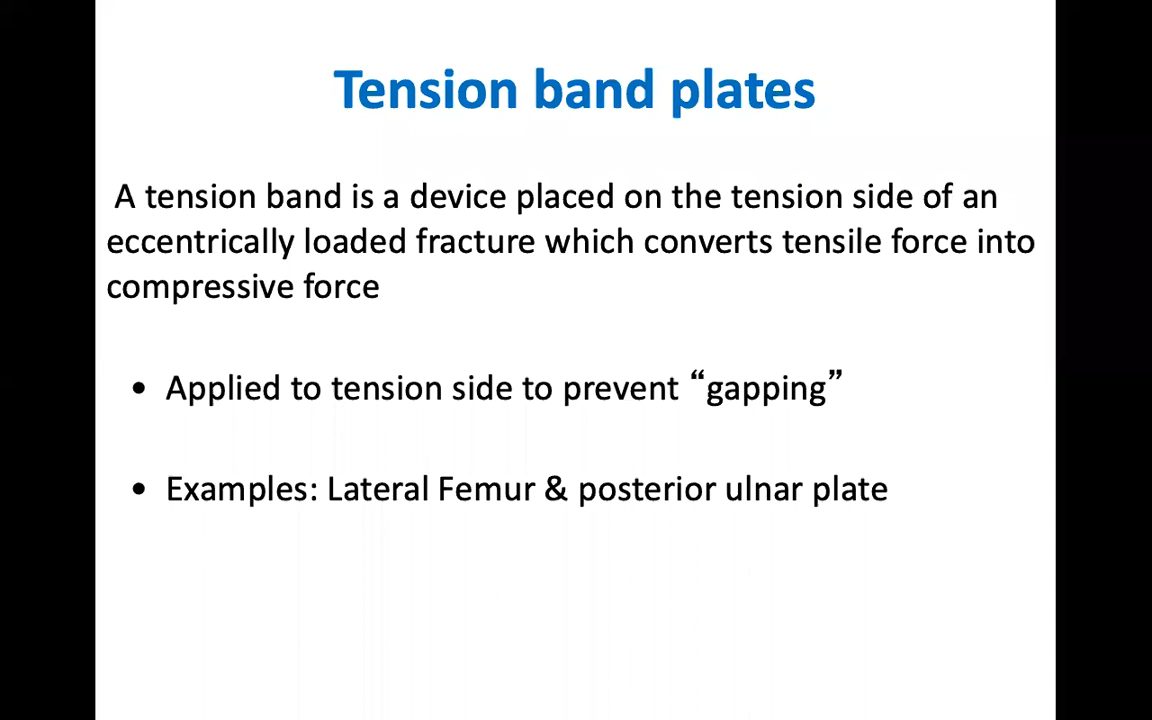 Tension band plates
A tension band is a device placed on the tension side of an
eccentrically loaded fracture which converts tensile force into
compressive force
• Applied to tension side to prevent “gapping”
• Examples: Lateral Femur & posterior ulnar plate